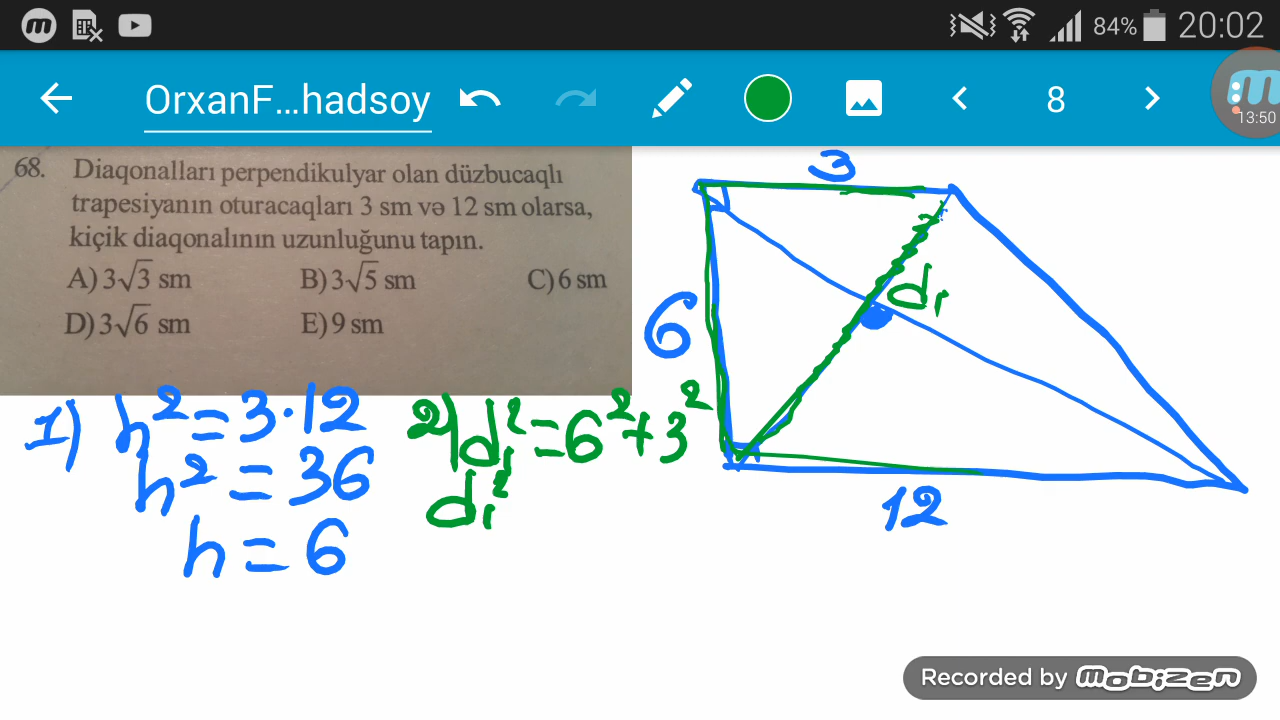 84% 20:02
OrxanF...hadsoy 8
13:50
68. Diaqonalları perpendikulyar olan düzbucaqlı
trapesiyanın oturacaqları 3 sm və 12 sm olarsa,
kiçik diaqonalının uzunluğunu tapın.
A) 3√3 sm B) 3√5 sm C) 6 sm
D) 3√6 sm E) 9 sm
3
6
d₁
12
1) h² = 3·12
h² = 36
h = 6
2) d₁² = 6² + 3²
d₁²
Recorded by mobizen